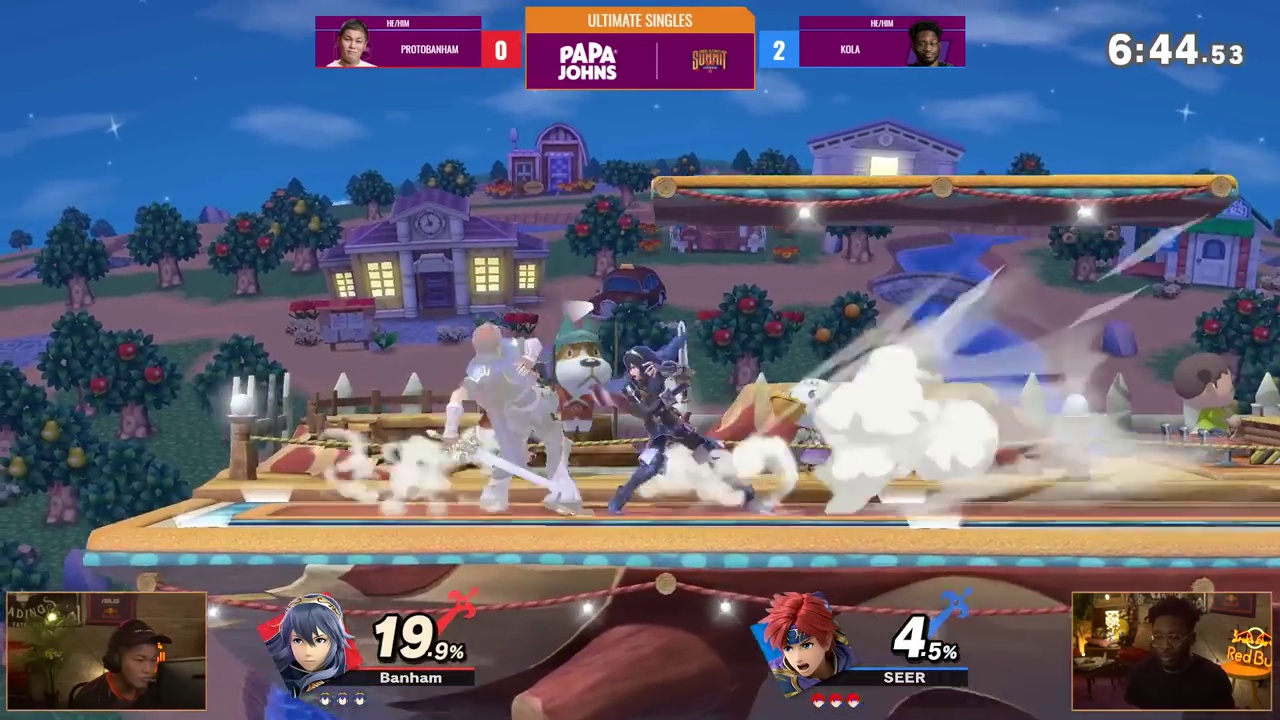 HE/HIM
PROTOBANHAM
0
ULTIMATE SINGLES
PAPA JOHNS
SUMMIT
2
HE/HIM
KOLA
6:44.53
19.9%
Banham
4.5%
SEER
Red Bu